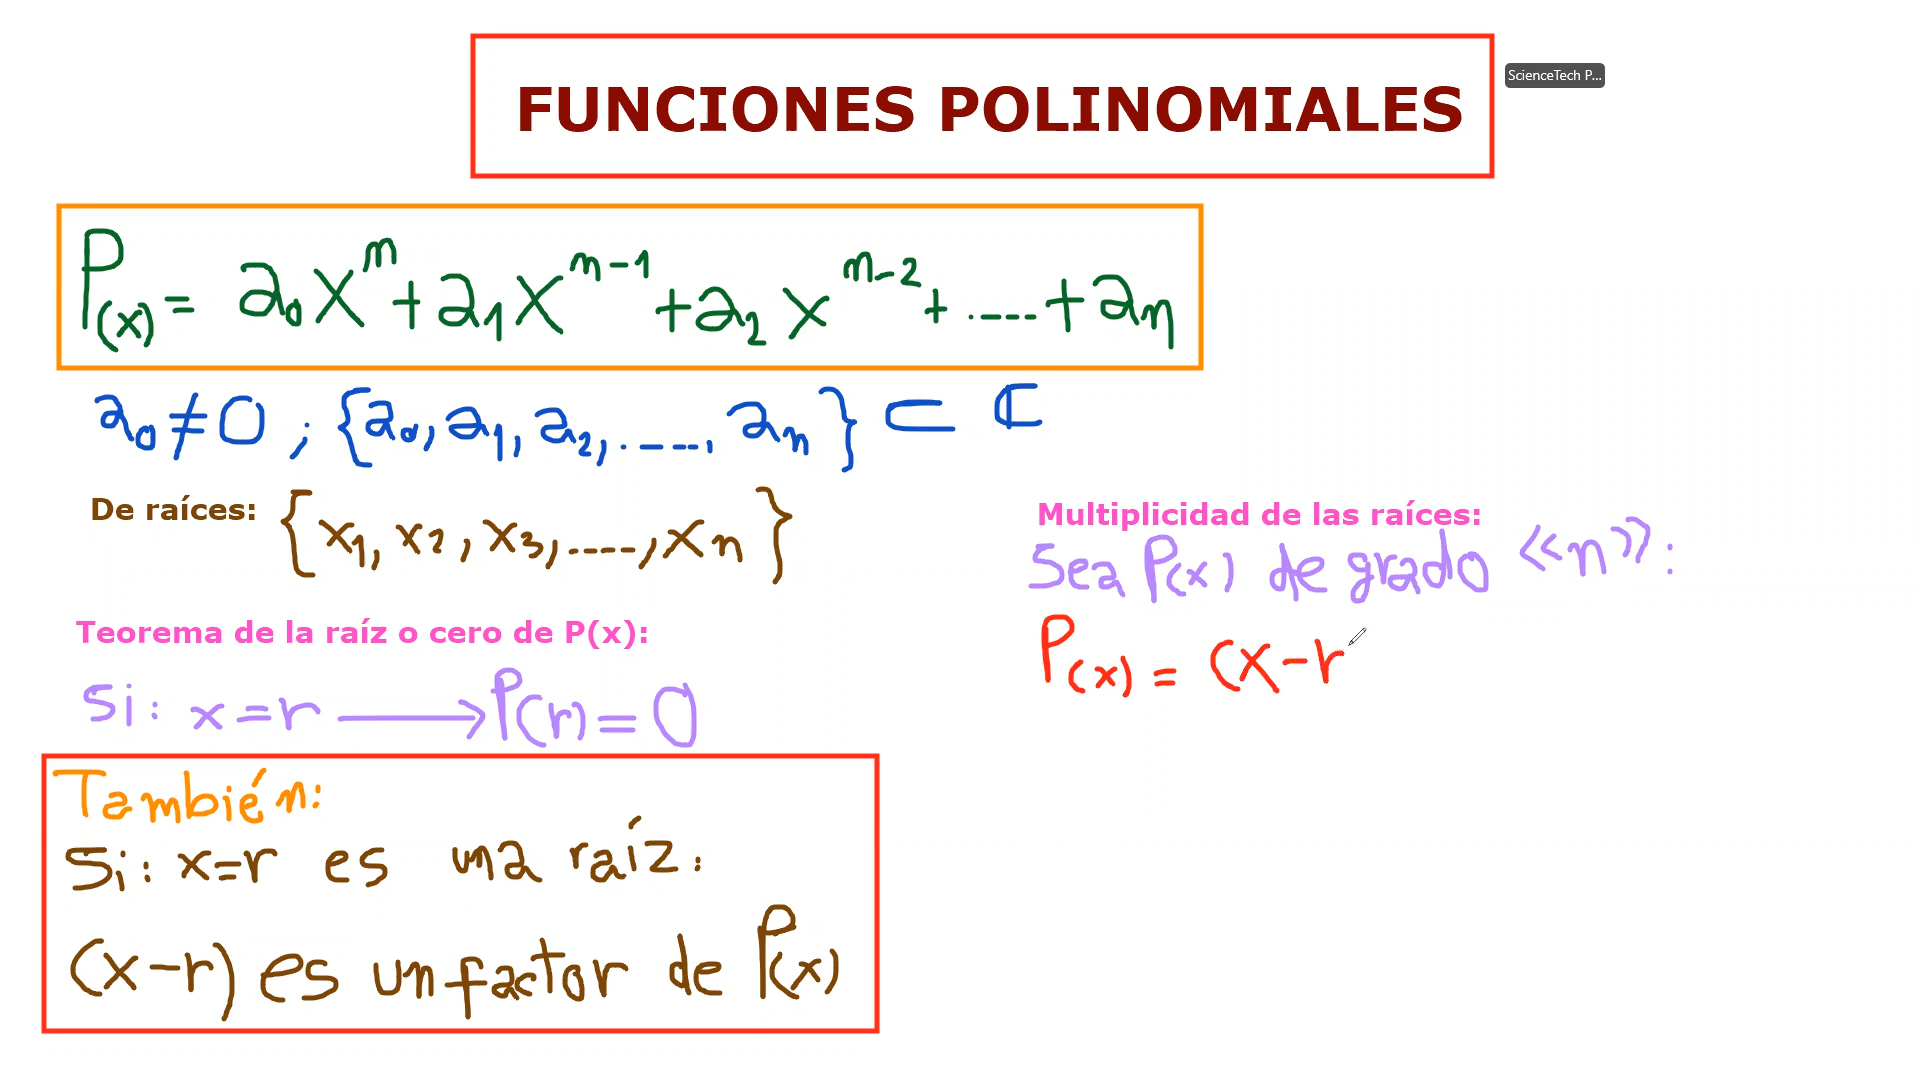 FUNCIONES POLINOMIALES
ScienceTech P...
P(x) = a₀x^n + a₁x^(n-1) + a₂x^(n-2) + ..... + aₙ
a₀ ≠ 0 ; {a₀, a₁, a₂, ....., aₙ} ⊂ ℂ
De raíces: {x₁, x₂, x₃, ....., xₙ}
Teorema de la raíz o cero de P(x):
Si: x=r ⟶ P(r) = 0
También:
Si: x=r es una raíz:
(x-r) es un factor de P(x)
Multiplicidad de las raíces:
Sea P(x) de grado «n»:
P(x) = (x-r